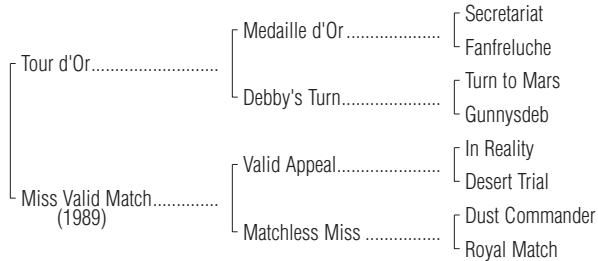 Secretariat
Medaille d'Or....................
Fanfreluche
Tour d'Or...........................
Turn to Mars
Debby's Turn.....................
Gunnysdeb
In Reality
Valid Appeal......................
Desert Trial
Miss Valid Match..............
(1989)
Dust Commander
Matchless Miss ................
Royal Match